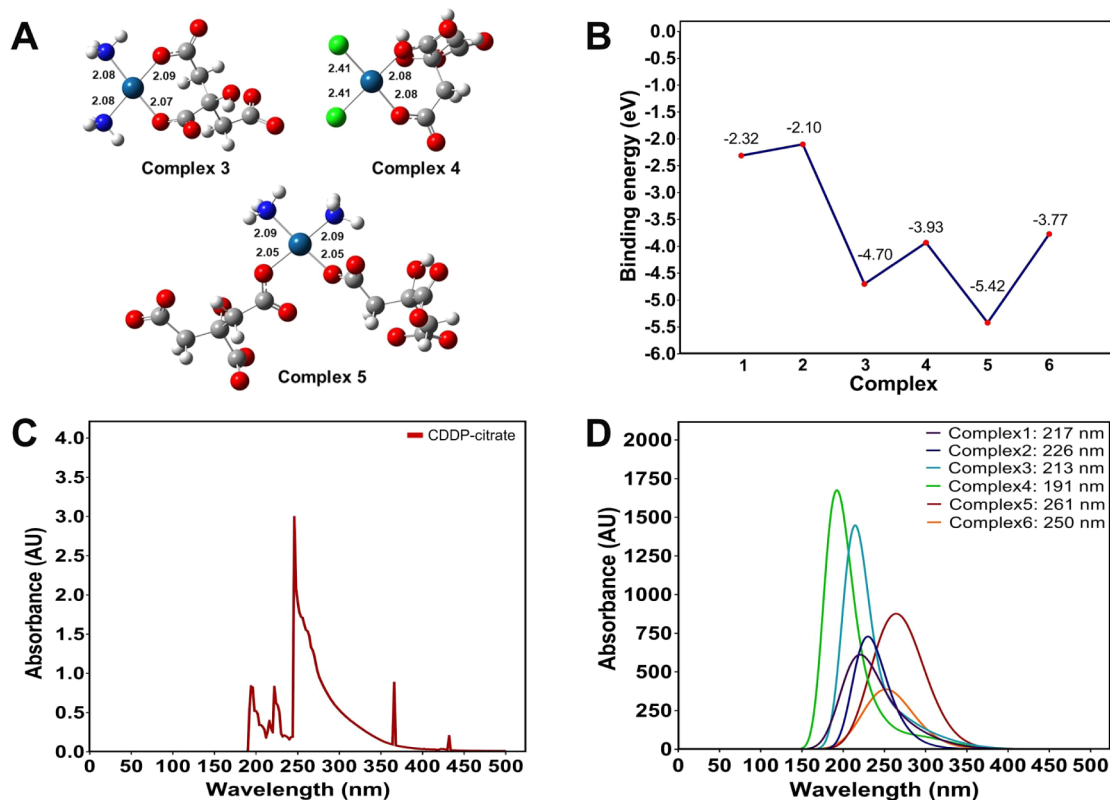 A
2.08
2.09
2.08
2.07
Complex 3
2.41
2.08
2.41
2.08
Complex 4
2.09
2.09
2.05
2.05
Complex 5
B
Binding energy (eV)
0.0
-0.5
-1.0
-1.5
-2.0
-2.5
-3.0
-3.5
-4.0
-4.5
-5.0
-5.5
-6.0
-2.32
-2.10
-4.70
-3.93
-5.42
-3.77
1 2 3 4 5 6
Complex
C
CDDP-citrate
Absorbance (AU)
4.0
3.5
3.0
2.5
2.0
1.5
1.0
0.5
0.0
0 50 100 150 200 250 300 350 400 450 500
Wavelength (nm)
D
Complex1: 217 nm
Complex2: 226 nm
Complex3: 213 nm
Complex4: 191 nm
Complex5: 261 nm
Complex6: 250 nm
Absorbance (AU)
2000
1750
1500
1250
1000
750
500
250
0
0 50 100 150 200 250 300 350 400 450 500
Wavelength (nm)